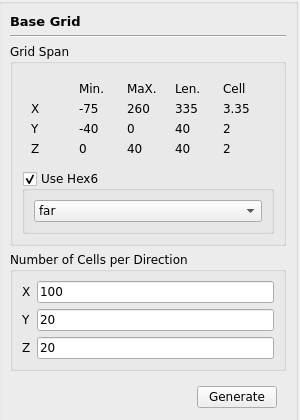 Base Grid
Grid Span
Min. MaX. Len. Cell
X -75 260 335 3.35
Y -40 0 40 2
Z 0 40 40 2
Use Hex6
far
Number of Cells per Direction
X 100
Y 20
Z 20
Generate